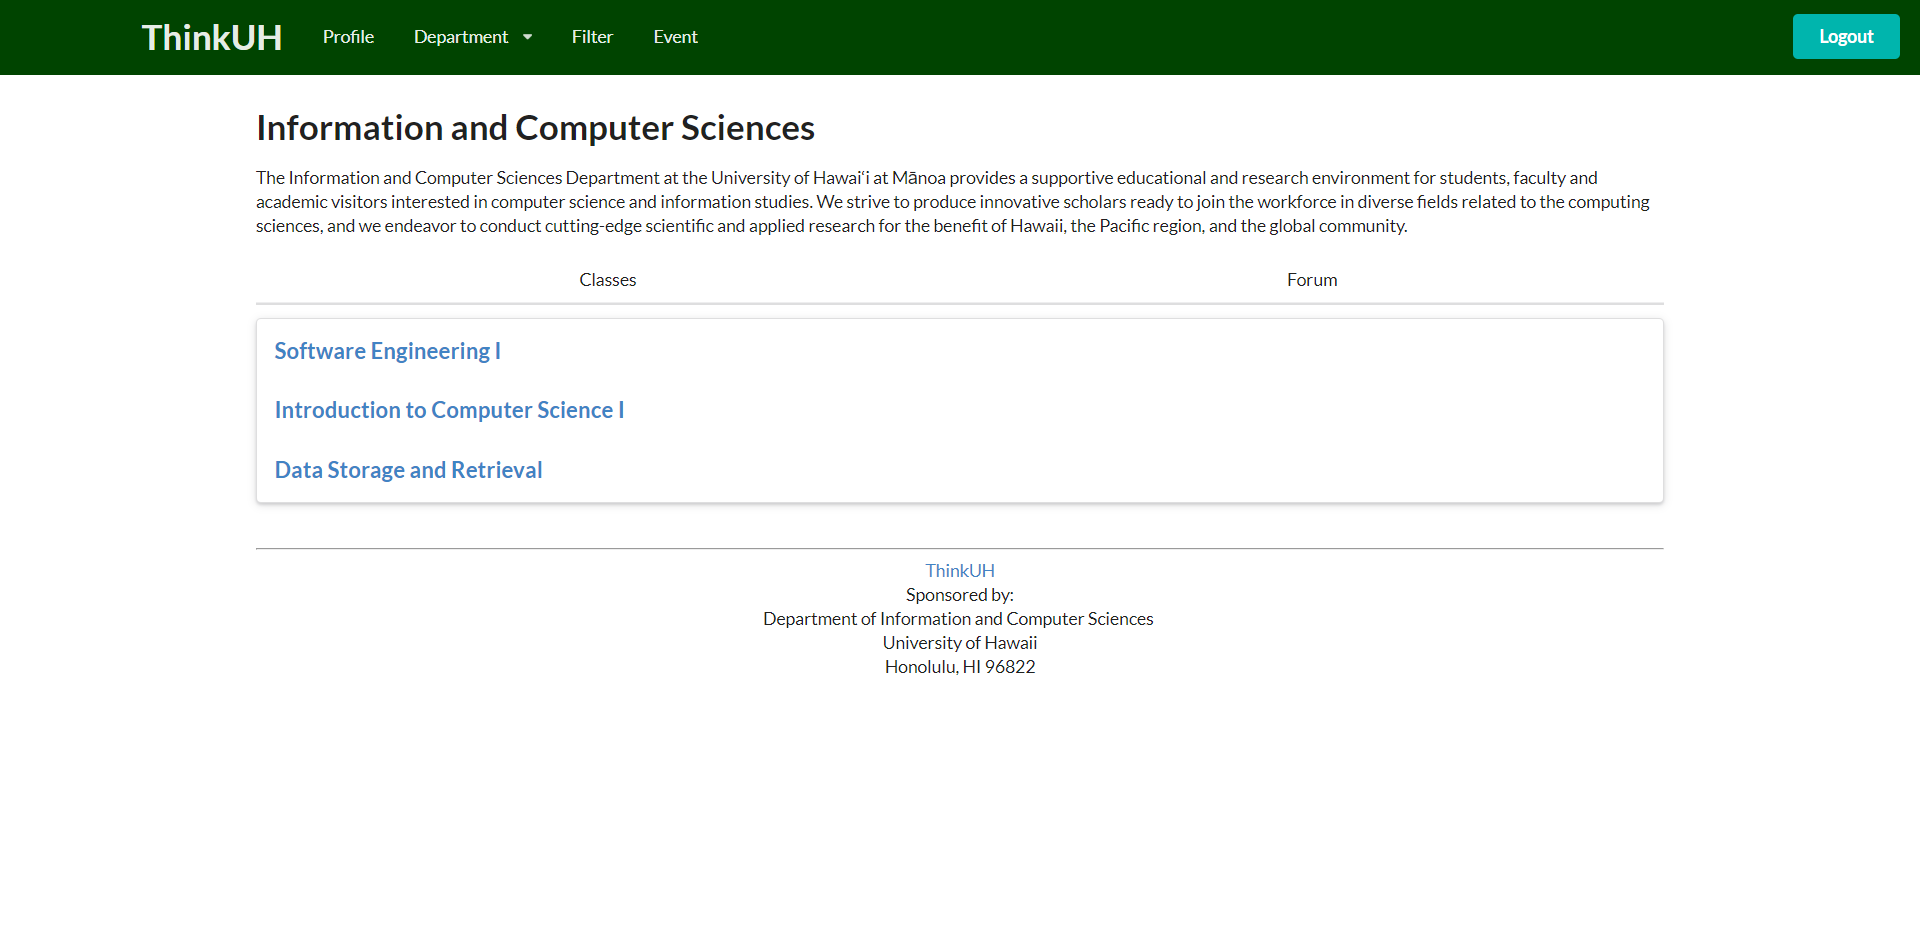 ThinkUH Profile Department Filter Event Logout
Information and Computer Sciences
The Information and Computer Sciences Department at the University of Hawai‘i at Mānoa provides a supportive educational and research environment for students, faculty and
academic visitors interested in computer science and information studies. We strive to produce innovative scholars ready to join the workforce in diverse fields related to the computing
sciences, and we endeavor to conduct cutting-edge scientific and applied research for the benefit of Hawaii, the Pacific region, and the global community.
Classes Forum
Software Engineering I
Introduction to Computer Science I
Data Storage and Retrieval
ThinkUH
Sponsored by:
Department of Information and Computer Sciences
University of Hawaii
Honolulu, HI 96822